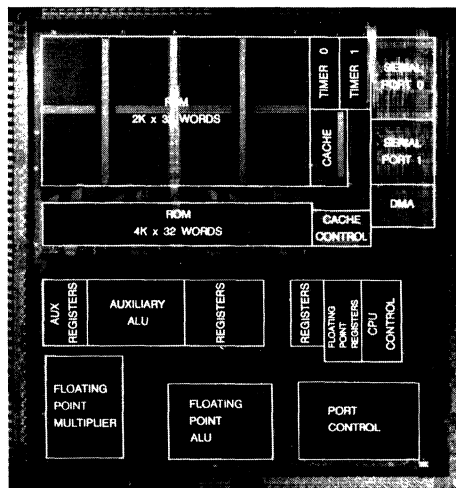 ROM
2K x 32 WORDS
TIMER 0
TIMER 1
SERIAL
PORT 0
CACHE
SERIAL
PORT 1
DMA
ROM
4K x 32 WORDS
CACHE
CONTROL
AUX
REGISTERS
AUXILIARY
ALU
REGISTERS
REGISTERS
FLOATING
POINT
REGISTERS
CPU
CONTROL
FLOATING
POINT
MULTIPLIER
FLOATING
POINT
ALU
PORT
CONTROL